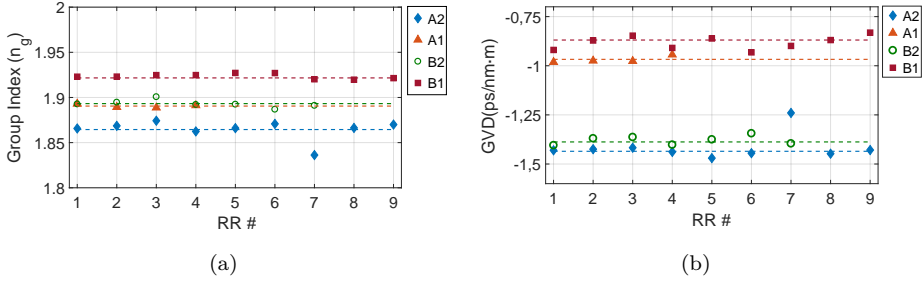 2
1.95
1.9
1.85
1.8
Group Index (n_g)
1 2 3 4 5 6 7 8 9
RR #
A2
A1
B2
B1
(a)
-0,75
-1
-1,25
-1,5
GVD(ps/nm·m)
1 2 3 4 5 6 7 8 9
RR #
A2
A1
B2
B1
(b)